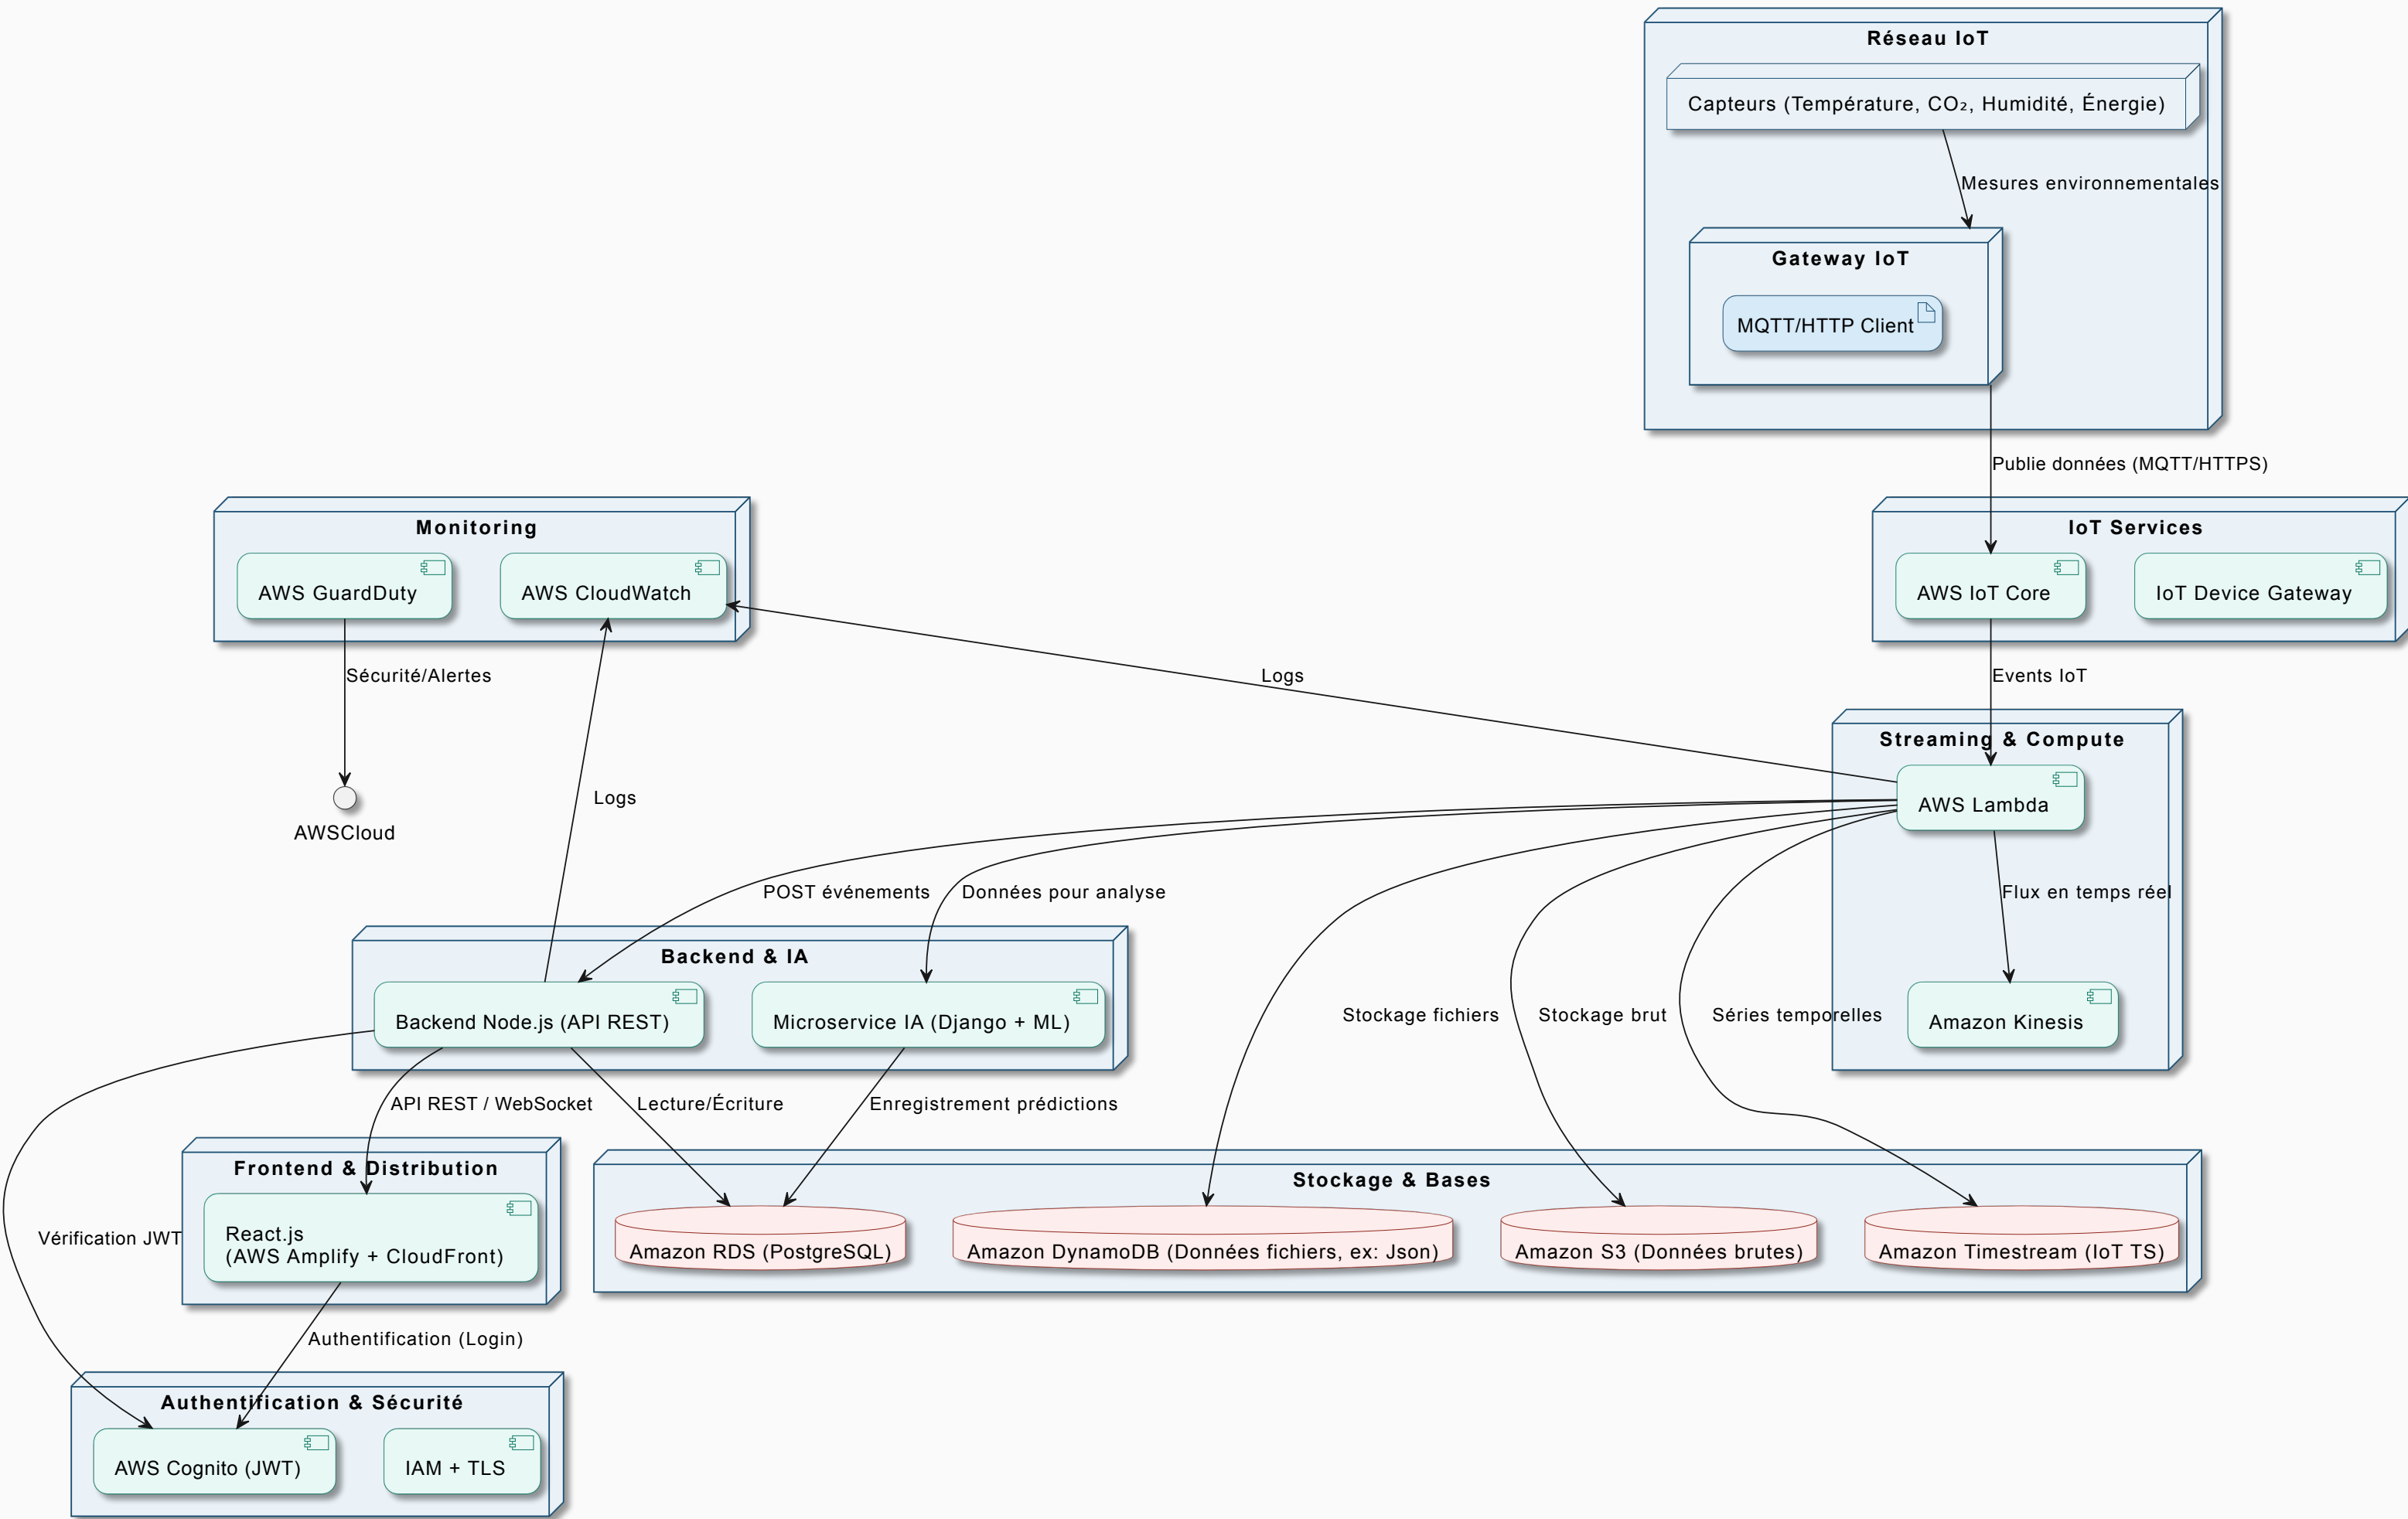 Réseau IoT
Capteurs (Température, CO₂, Humidité, Énergie)
Mesures environnementales
Gateway IoT
MQTT/HTTP Client
Publie données (MQTT/HTTPS)
Monitoring
AWS GuardDuty
AWS CloudWatch
IoT Services
AWS IoT Core
IoT Device Gateway
Sécurité/Alertes
Logs
Events IoT
Streaming & Compute
AWS Lambda
Logs
AWSCloud
POST événements
Données pour analyse
Flux en temps réel
Backend & IA
Backend Node.js (API REST)
Microservice IA (Django + ML)
Stockage fichiers
Stockage brut
Séries temporelles
Amazon Kinesis
API REST / WebSocket
Lecture/Écriture
Enregistrement prédictions
Frontend & Distribution
React.js
(AWS Amplify + CloudFront)
Vérification JWT
Stockage & Bases
Amazon RDS (PostgreSQL)
Amazon DynamoDB (Données fichiers, ex: Json)
Amazon S3 (Données brutes)
Amazon Timestream (IoT TS)
Authentification (Login)
Authentification & Sécurité
AWS Cognito (JWT)
IAM + TLS